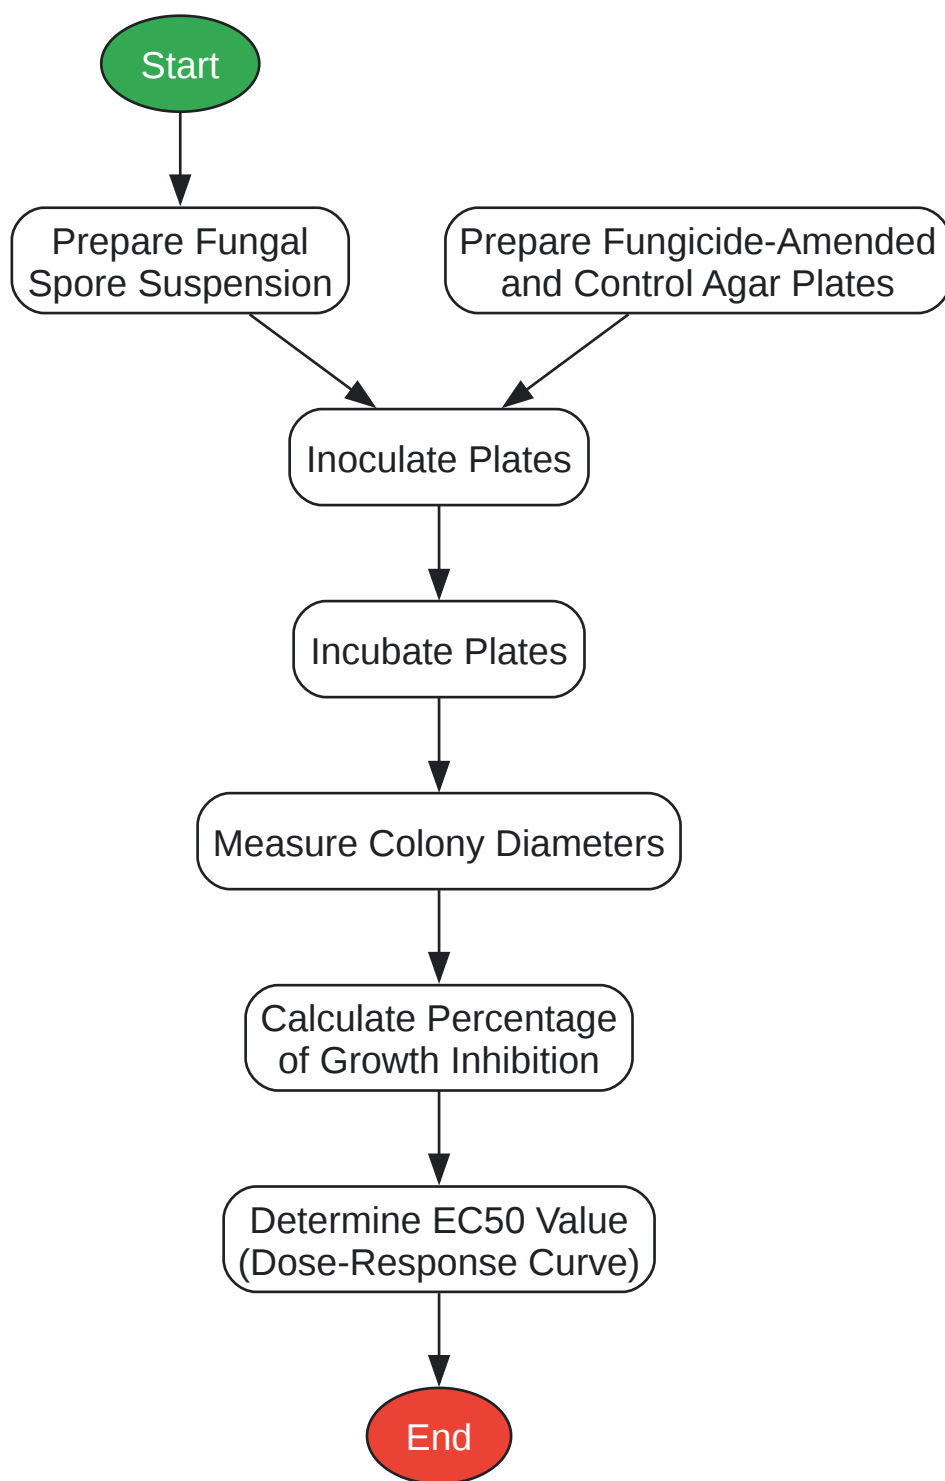 Start
Prepare Fungal
Spore Suspension
Prepare Fungicide-Amended
and Control Agar Plates
Inoculate Plates
Incubate Plates
Measure Colony Diameters
Calculate Percentage
of Growth Inhibition
Determine EC50 Value
(Dose-Response Curve)
End